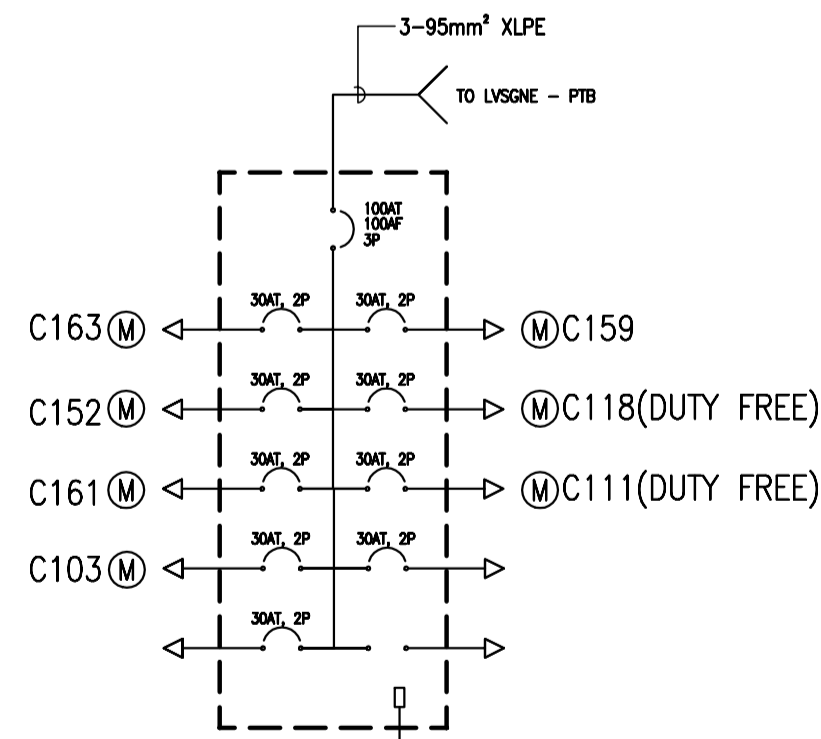 3-95mm² XLPE
TO LVSGNE - PTB
100AT
100AF
3P
30AT, 2P 30AT, 2P
C163 M M C159
30AT, 2P 30AT, 2P
C152 M M C118(DUTY FREE)
30AT, 2P 30AT, 2P
C161 M M C111(DUTY FREE)
30AT, 2P 30AT, 2P
C103 M
30AT, 2P